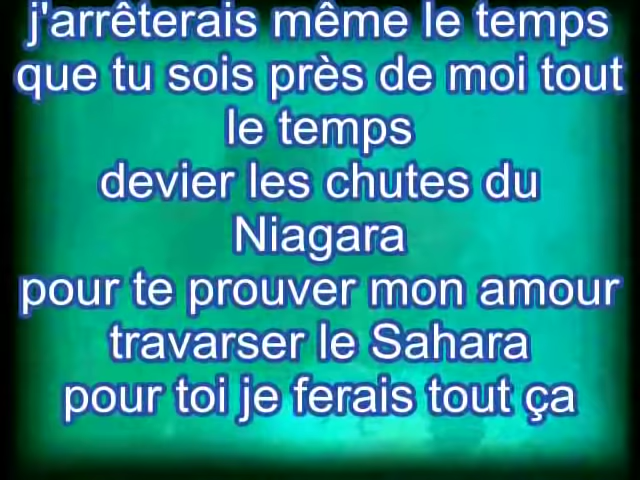 j'arrêterais même le temps
que tu sois près de moi tout
le temps
devier les chutes du
Niagara
pour te prouver mon amour
travarser le Sahara
pour toi je ferais tout ça